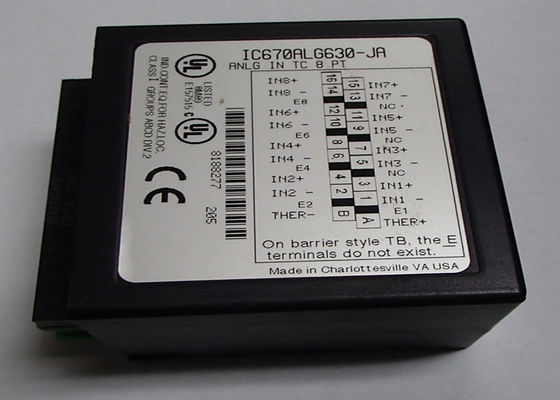 IC670ALG630-JA
ANLG IN TC 8 PT
IN8+ 16 15 IN7+
IN8 - 14 13 IN7 -
E8 NC
IN6+ 12 11 IN5+
IN6 - 10 9 IN5 -
E6 NC
IN4+ 8 7 IN3+
IN4 - 6 5 IN3 -
E4 NC
IN2+ 4 3 IN1+
IN2 - 2 1 IN1 -
E2 E1
THER- B A THER+
On barrier style TB, the E
terminals do not exist.
Made in Charlottesville VA USA
UL
LISTED
E157515
C UL
IND.CONT.EQ.FOR HAZ.LOC.
CLASS I GROUPS ABCD DIV.2
8188277 205